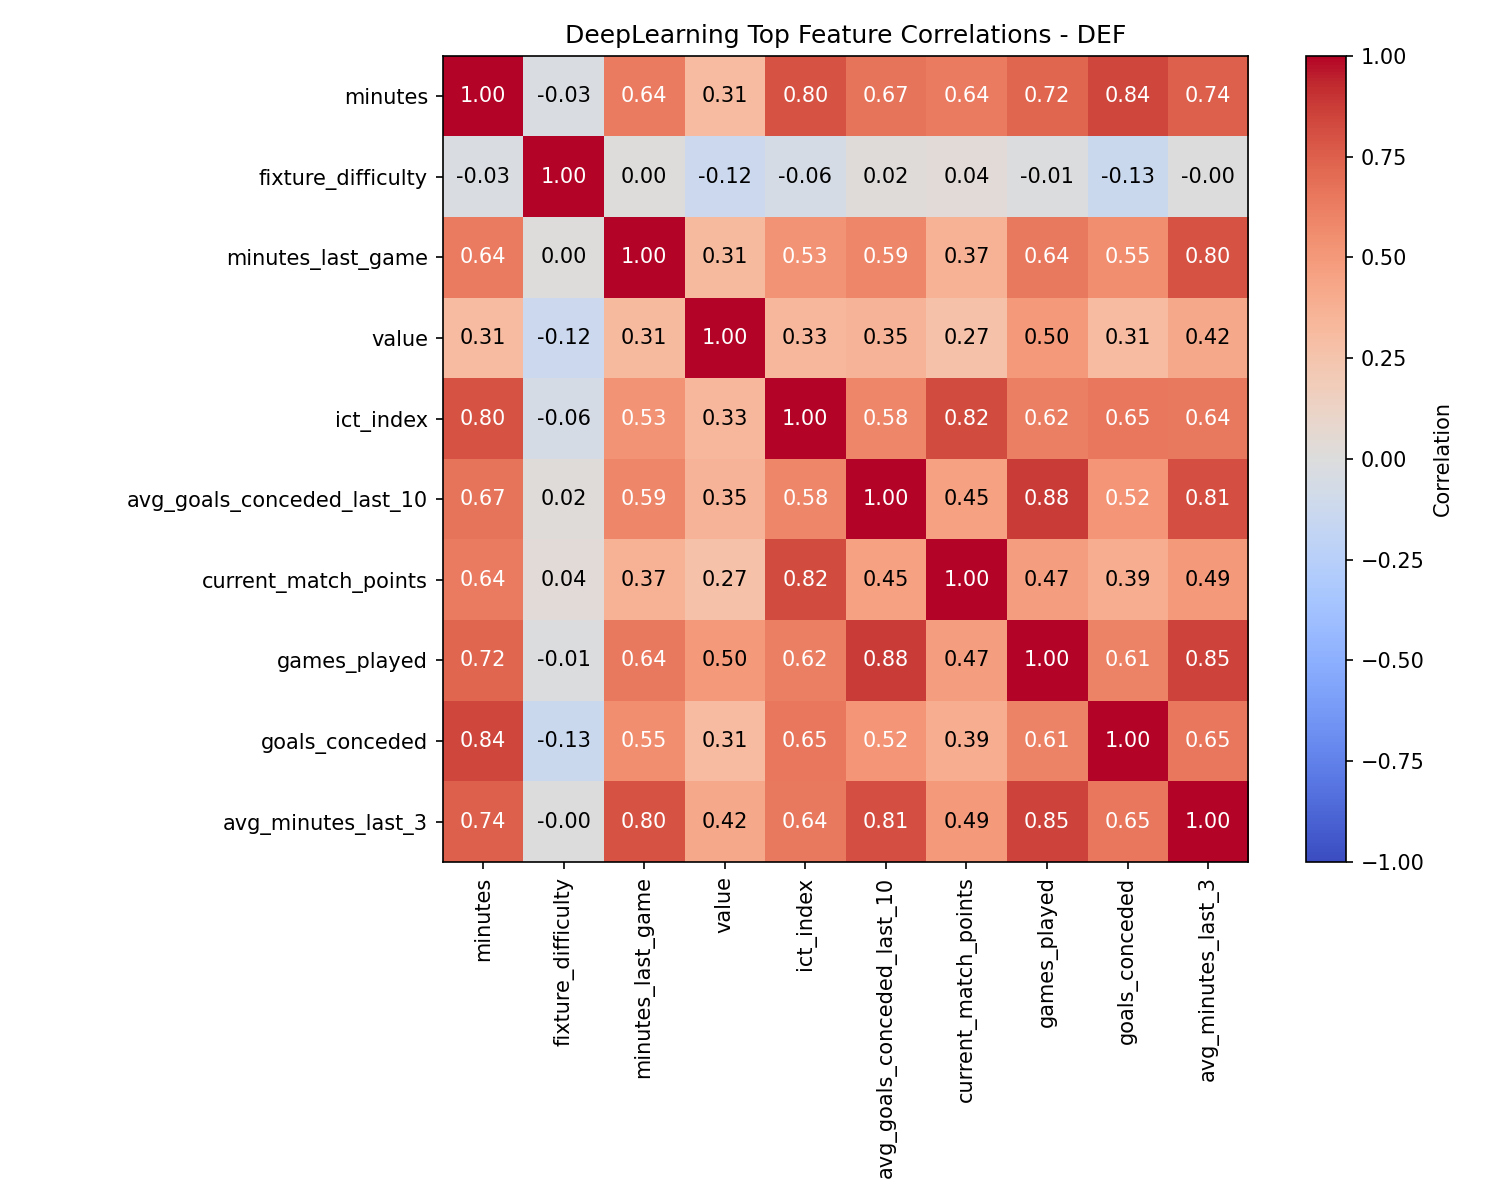 DeepLearning Top Feature Correlations - DEF
minutes 1.00 -0.03 0.64 0.31 0.80 0.67 0.64 0.72 0.84 0.74
fixture_difficulty -0.03 1.00 0.00 -0.12 -0.06 0.02 0.04 -0.01 -0.13 -0.00
minutes_last_game 0.64 0.00 1.00 0.31 0.53 0.59 0.37 0.64 0.55 0.80
value 0.31 -0.12 0.31 1.00 0.33 0.35 0.27 0.50 0.31 0.42
ict_index 0.80 -0.06 0.53 0.33 1.00 0.58 0.82 0.62 0.65 0.64
avg_goals_conceded_last_10 0.67 0.02 0.59 0.35 0.58 1.00 0.45 0.88 0.52 0.81
current_match_points 0.64 0.04 0.37 0.27 0.82 0.45 1.00 0.47 0.39 0.49
games_played 0.72 -0.01 0.64 0.50 0.62 0.88 0.47 1.00 0.61 0.85
goals_conceded 0.84 -0.13 0.55 0.31 0.65 0.52 0.39 0.61 1.00 0.65
avg_minutes_last_3 0.74 -0.00 0.80 0.42 0.64 0.81 0.49 0.85 0.65 1.00
minutes
fixture_difficulty
minutes_last_game
value
ict_index
avg_goals_conceded_last_10
current_match_points
games_played
goals_conceded
avg_minutes_last_3
1.00
0.75
0.50
0.25
0.00
−0.25
−0.50
−0.75
−1.00
Correlation